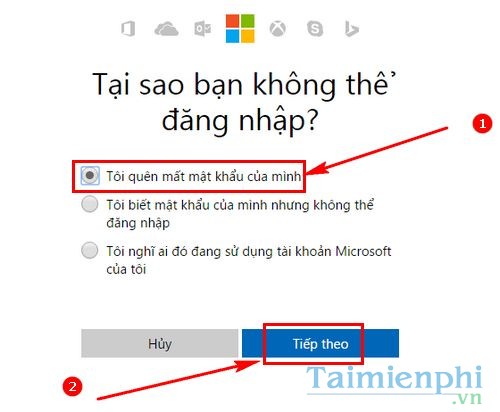 Tại sao bạn không thể
đăng nhập?
1
Tôi quên mất mật khẩu của mình
Tôi biết mật khẩu của mình nhưng không thể
đăng nhập
Tôi nghĩ ai đó đang sử dụng tài khoản Microsoft
của tôi
Hủy
Tiếp theo
2
Taimienphi
.vn